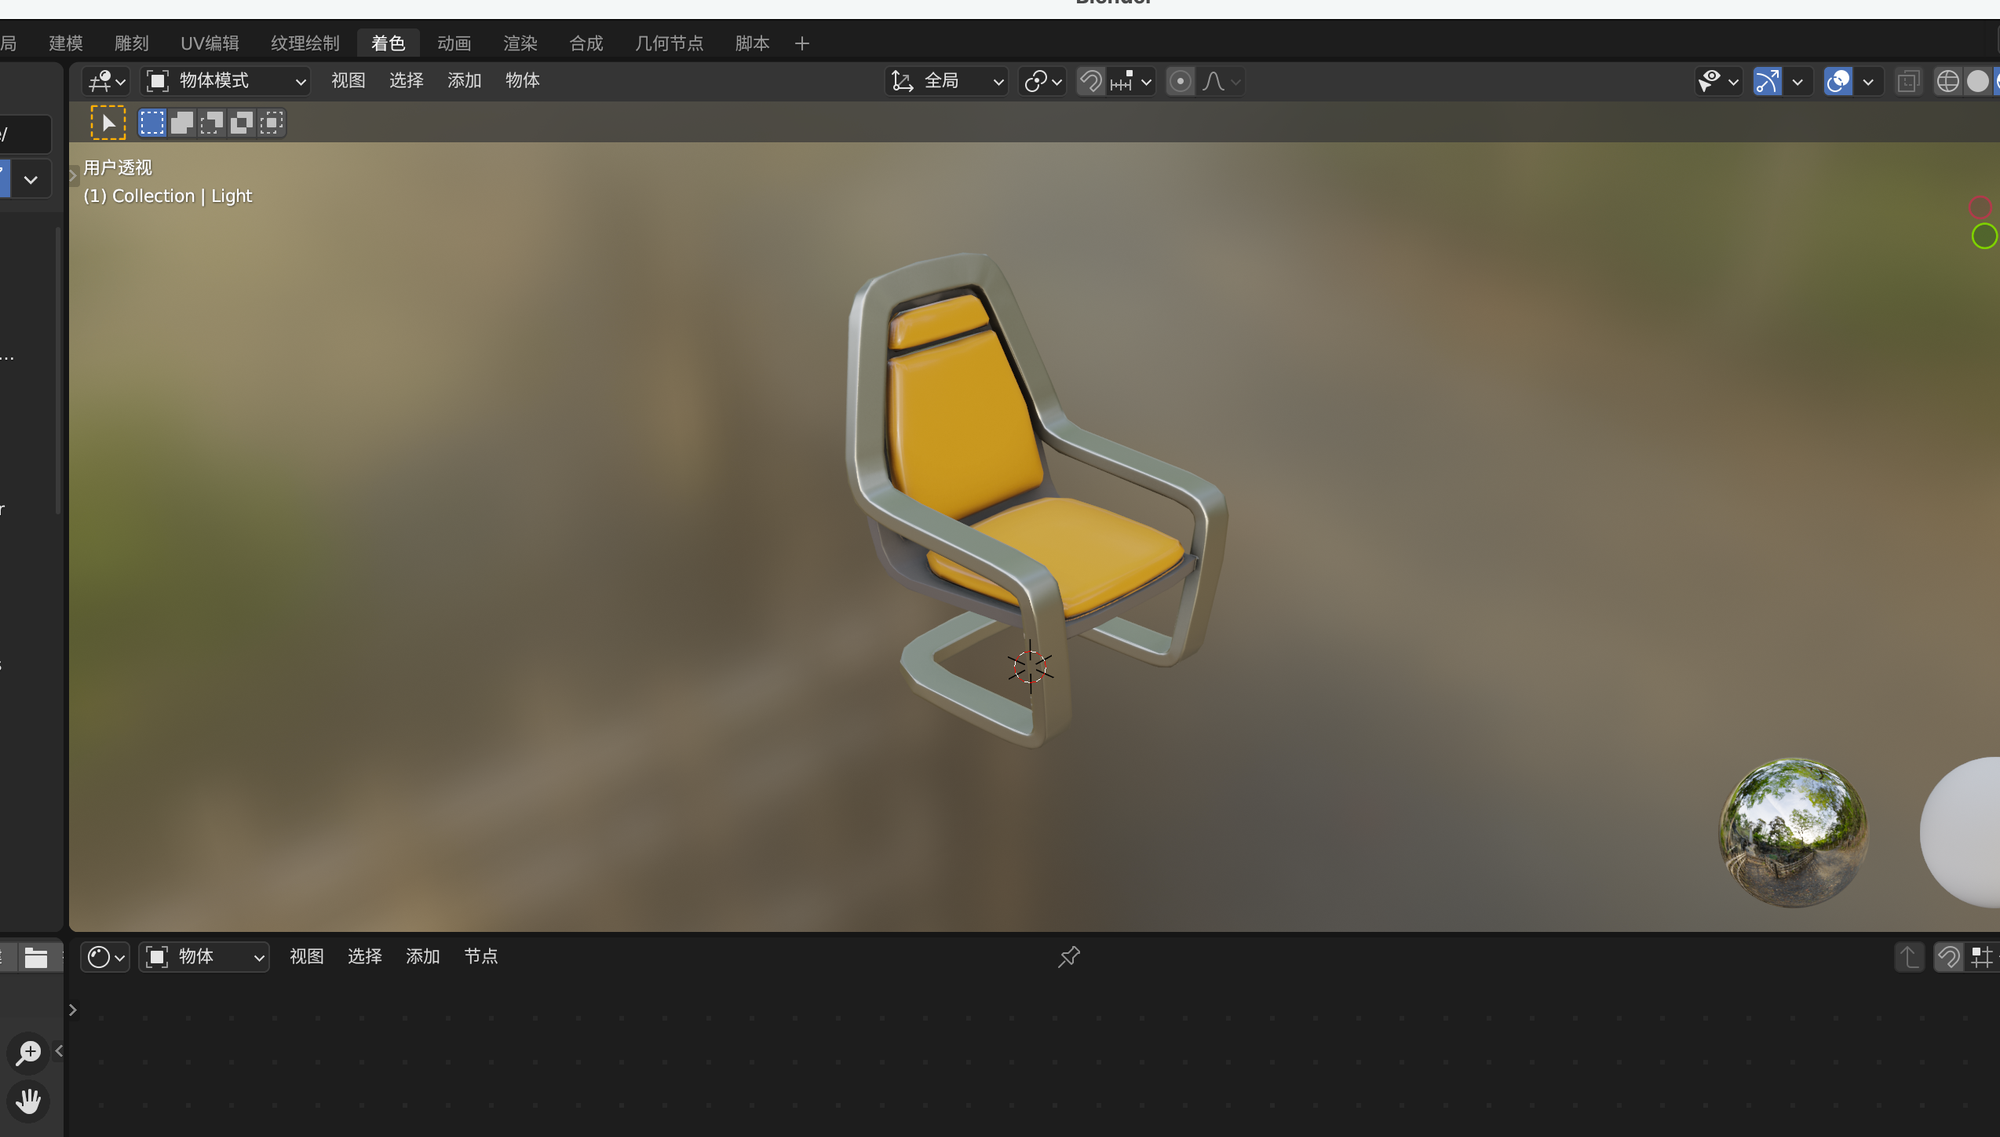 局 建模 雕刻 UV编辑 纹理绘制 着色 动画 渲染 合成 几何节点 脚本 +
物体模式 视图 选择 添加 物体 全局
/
用户透视
(1) Collection | Light
...
r
物体 视图 选择 添加 节点